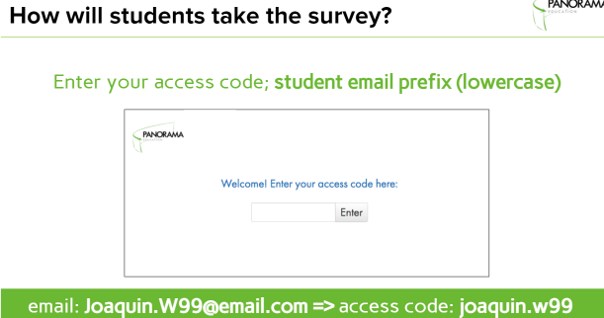 How will students take the survey?
PANORAMA
EDUCATION
Enter your access code; student email prefix (lowercase)
PANORAMA
Welcome! Enter your access code here:
Enter
email: Joaquin.W99@email.com => access code: joaquin.w99